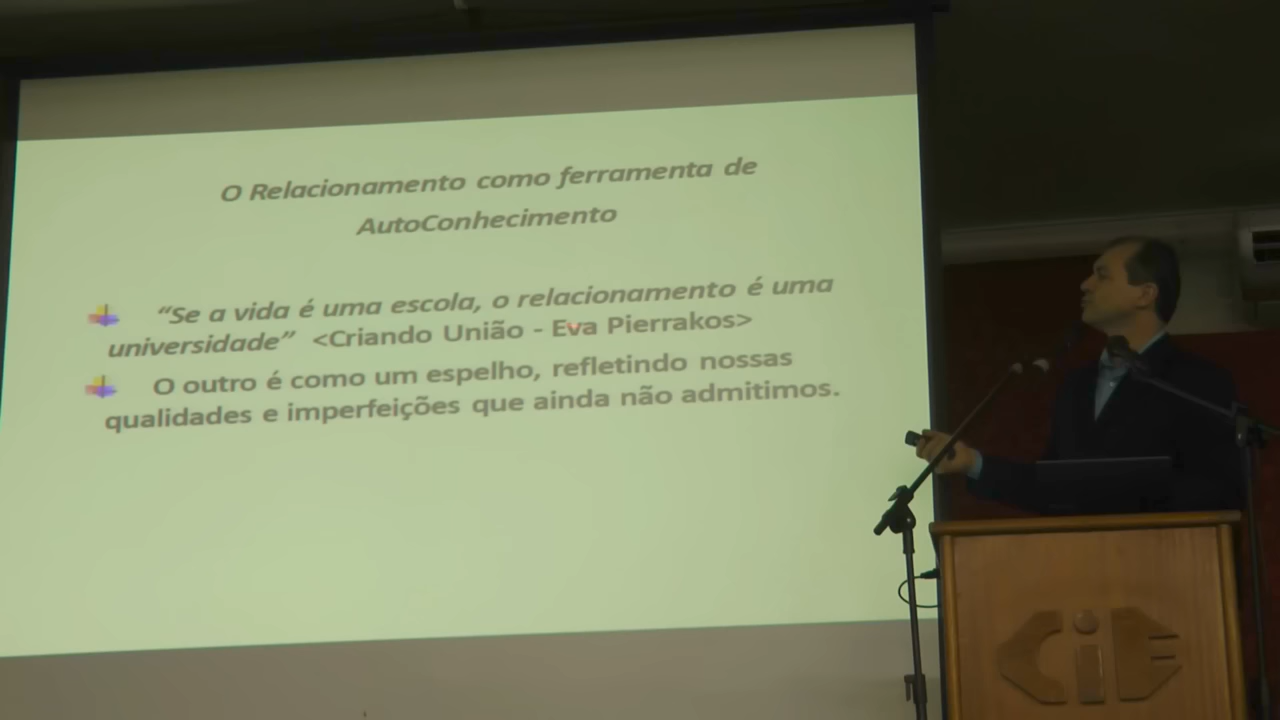 O Relacionamento como ferramenta de
AutoConhecimento
“Se a vida é uma escola, o relacionamento é uma
universidade” <Criando União - Eva Pierrakos>
O outro é como um espelho, refletindo nossas
qualidades e imperfeições que ainda não admitimos.
CiE